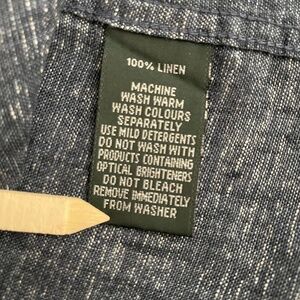 100% LINEN
MACHINE
WASH WARM
WASH COLOURS
SEPARATELY
USE MILD DETERGENTS
DO NOT WASH WITH
PRODUCTS CONTAINING
OPTICAL BRIGHTENERS
DO NOT BLEACH
REMOVE IMMEDIATELY
FROM WASHER